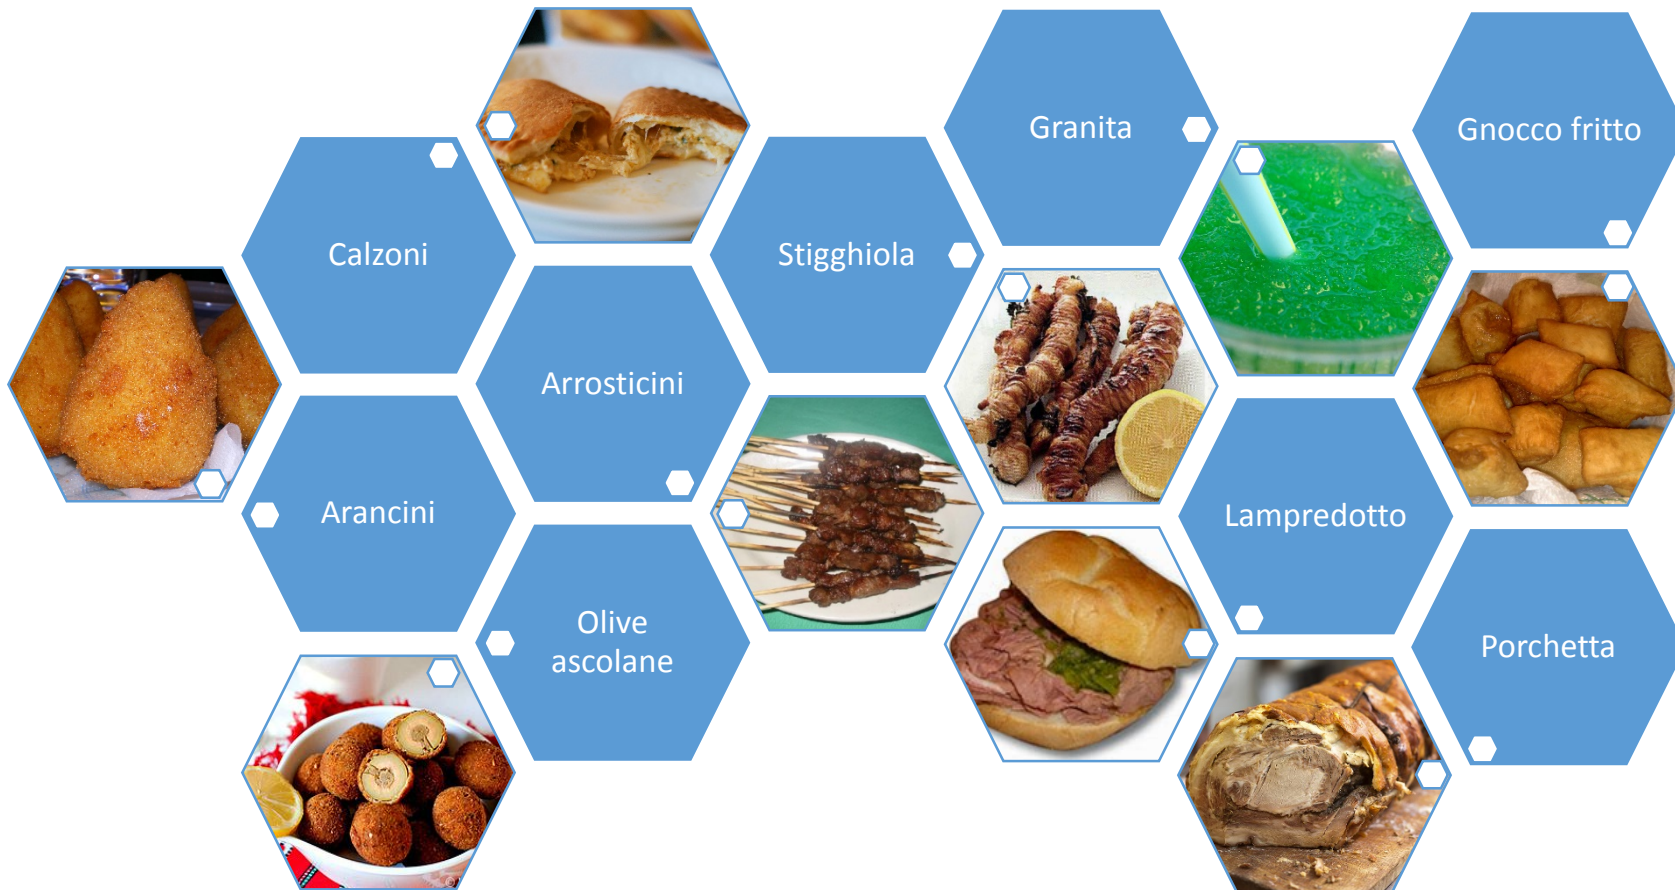 Granita
Gnocco fritto
Calzoni
Stigghiola
Arrosticini
Arancini
Lampredotto
Olive
ascolane
Porchetta